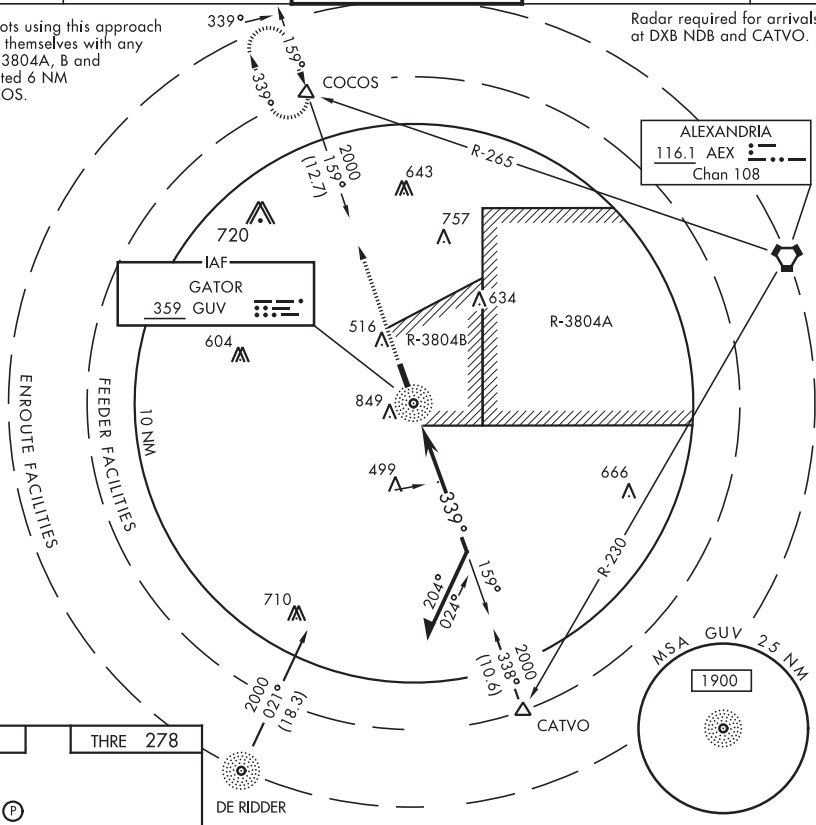 ots using this approach
themselves with any
3804A, B and
ted 6 NM
OS.
Radar required for arrivals
at DXB NDB and CATVO.
339°
159°
339°
COCOS
2000
159°
(12.7)
R-265
ALEXANDRIA
116.1 AEX
Chan 108
643
757
720
IAF
GATOR
359 GUV
634
516
R-3804B
R-3804A
604
849
10 NM
FEEDER FACILITIES
ENROUTE FACILITIES
499
666
339°
R-230
159°
204°
024°
710
2000
338°
(10.6)
CATVO
2000
021°
(18.3)
MSA GUV 25 NM
1900
THRE 278
DE RIDDER
P